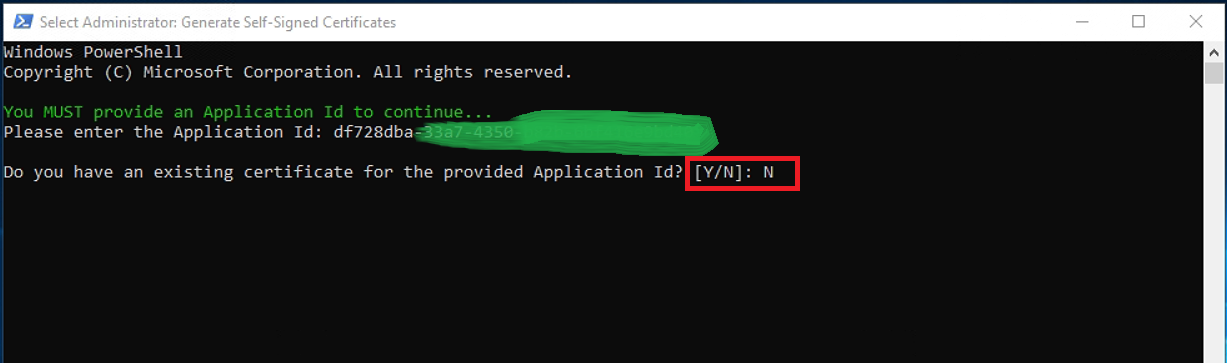 Select Administrator: Generate Self-Signed Certificates
Windows PowerShell
Copyright (C) Microsoft Corporation. All rights reserved.
You MUST provide an Application Id to continue...
Please enter the Application Id: df728dba-33a7-4350-
Do you have an existing certificate for the provided Application Id? [Y/N]: N